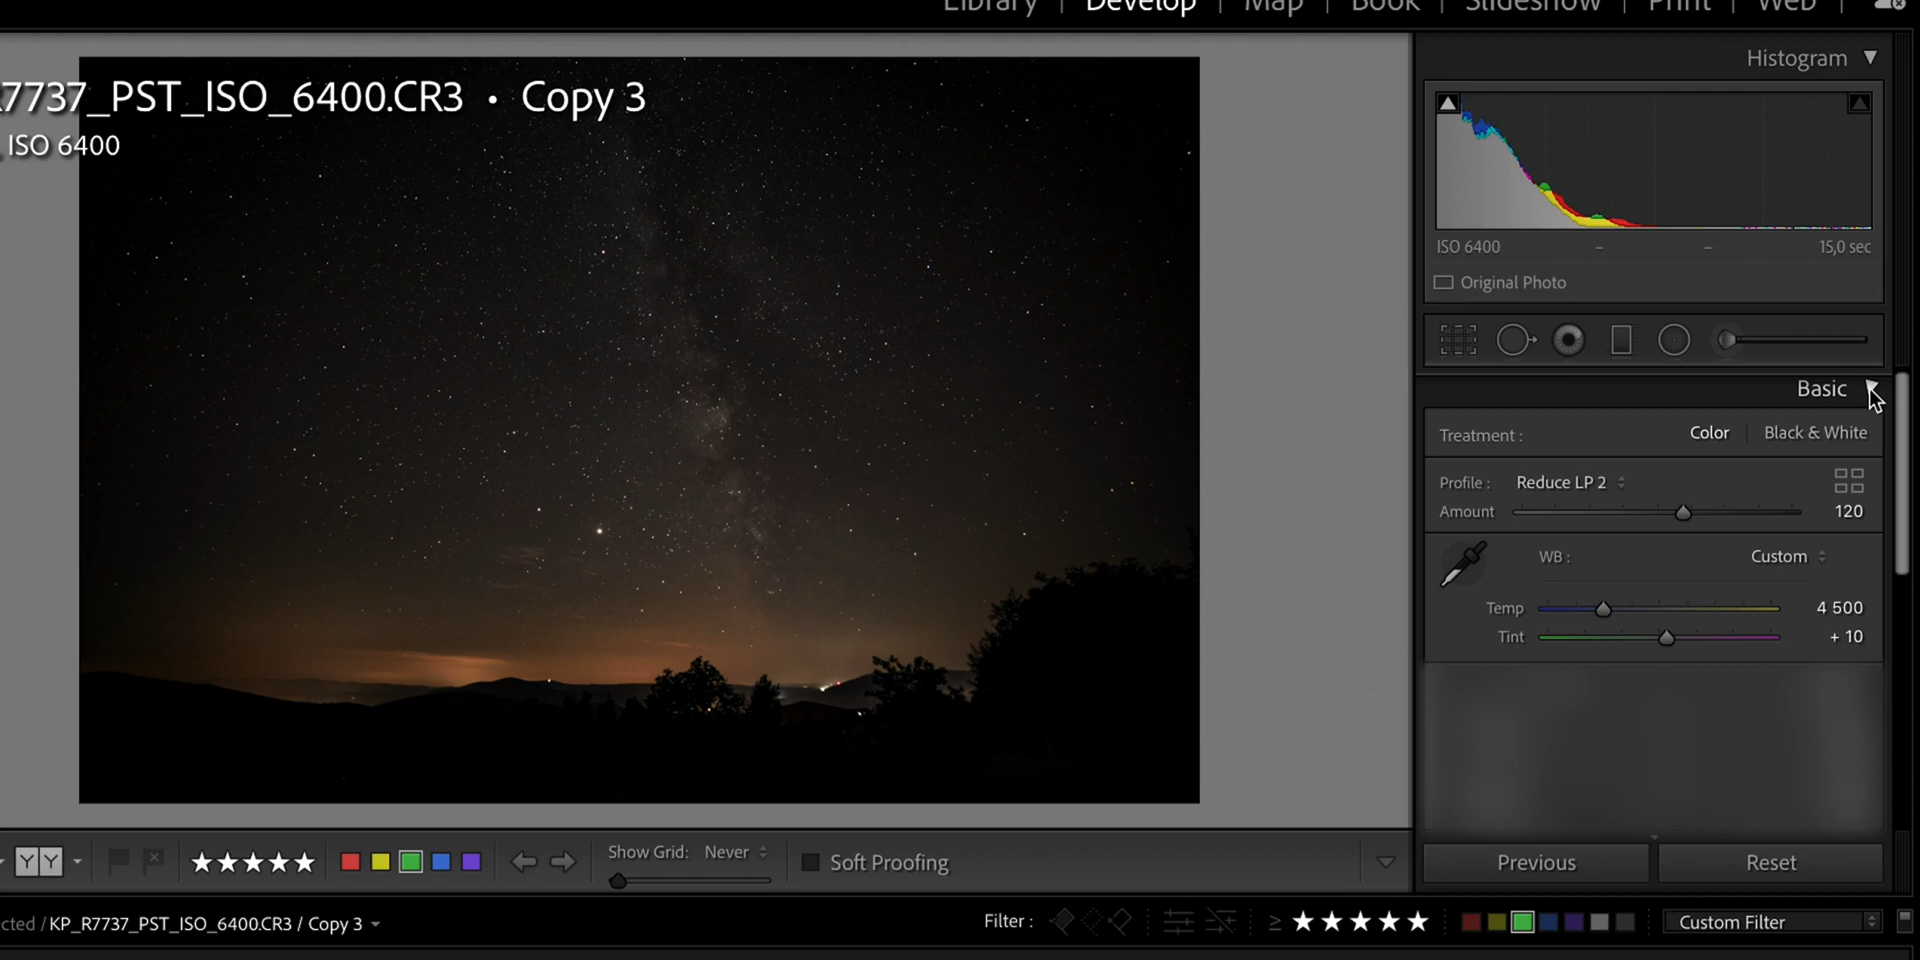 Library | Develop | Map | Book | Slideshow | Print | Web |
Histogram
R7737_PST_ISO_6400.CR3 • Copy 3
ISO 6400
ISO 6400 – – 15,0 sec
Original Photo
Basic
Treatment : Color | Black & White
Profile : Reduce LP 2
Amount 120
WB : Custom
Temp 4 500
Tint + 10
YY Show Grid: Never Soft Proofing
Previous Reset
cted / KP_R7737_PST_ISO_6400.CR3 / Copy 3 Filter : ≥ Custom Filter